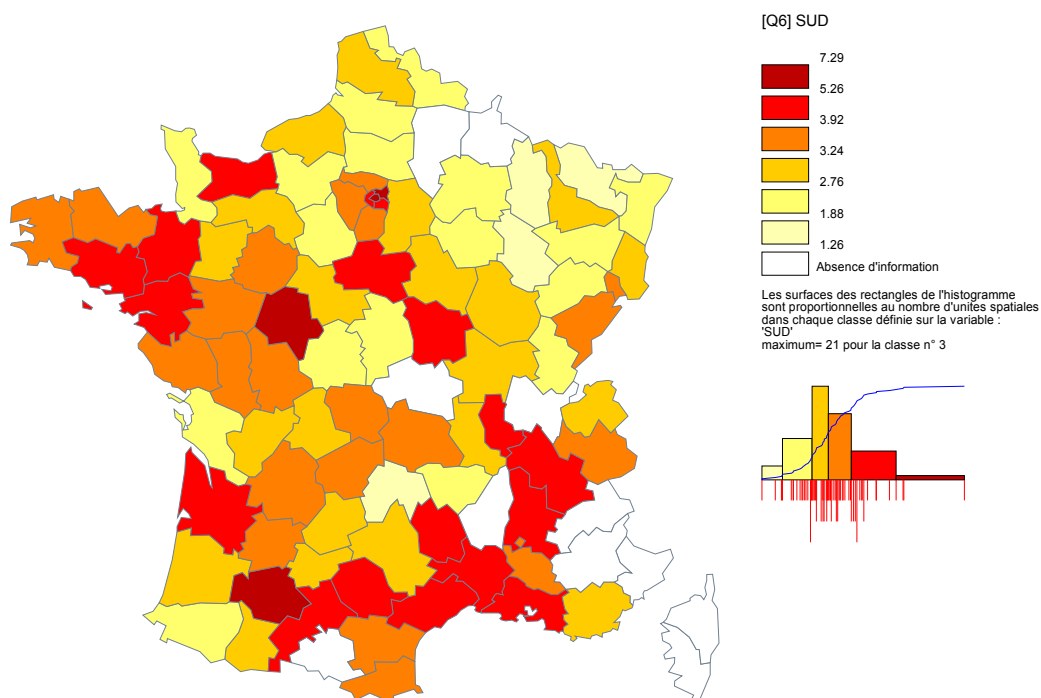 [Q6] SUD
7.29
5.26
3.92
3.24
2.76
1.88
1.26
Absence d'information
Les surfaces des rectangles de l'histogramme
sont proportionnelles au nombre d'unites spatiales
dans chaque classe définie sur la variable :
'SUD'
maximum= 21 pour la classe n° 3